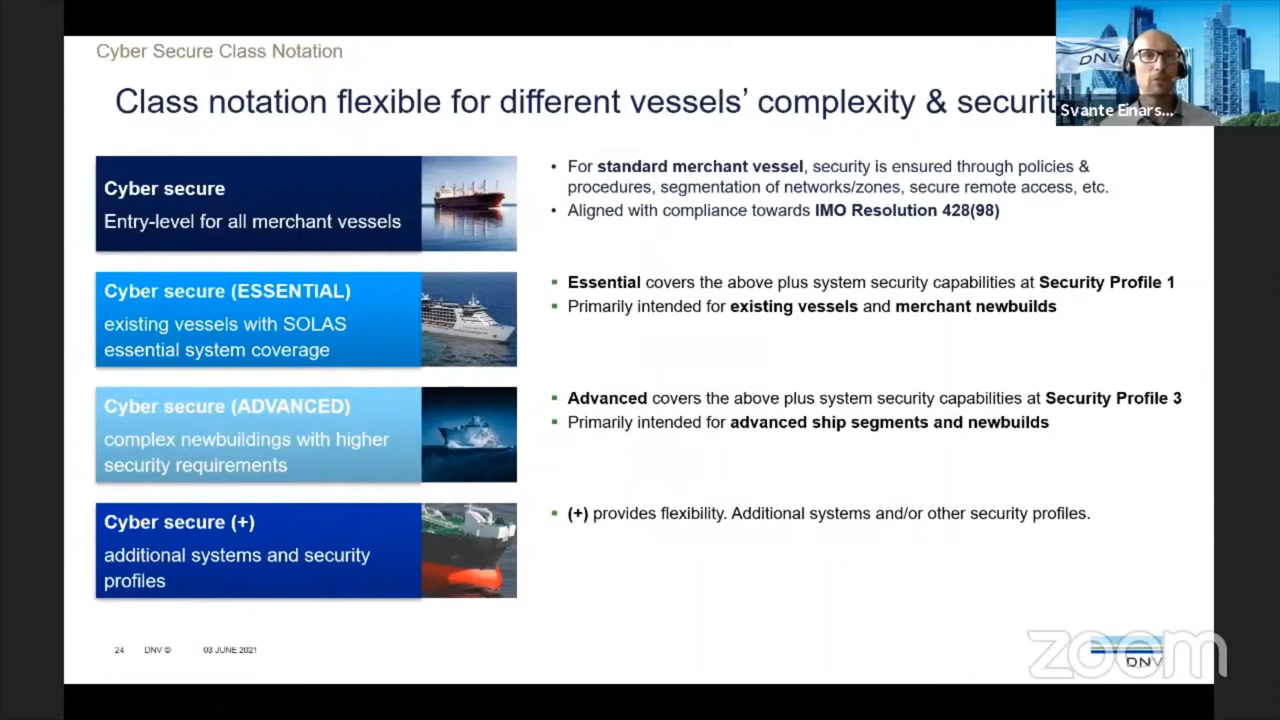 Cyber Secure Class Notation
DNV
Class notation flexible for different vessels' complexity & securit
Svante Einars...
Cyber secure
Entry-level for all merchant vessels
• For standard merchant vessel, security is ensured through policies &
procedures, segmentation of networks/zones, secure remote access, etc.
• Aligned with compliance towards IMO Resolution 428(98)
Cyber secure (ESSENTIAL)
existing vessels with SOLAS
essential system coverage
▪ Essential covers the above plus system security capabilities at Security Profile 1
▪ Primarily intended for existing vessels and merchant newbuilds
Cyber secure (ADVANCED)
complex newbuildings with higher
security requirements
▪ Advanced covers the above plus system security capabilities at Security Profile 3
▪ Primarily intended for advanced ship segments and newbuilds
Cyber secure (+)
additional systems and security
profiles
▪ (+) provides flexibility. Additional systems and/or other security profiles.
24 DNV © 03 JUNE 2021
zoom
DNV